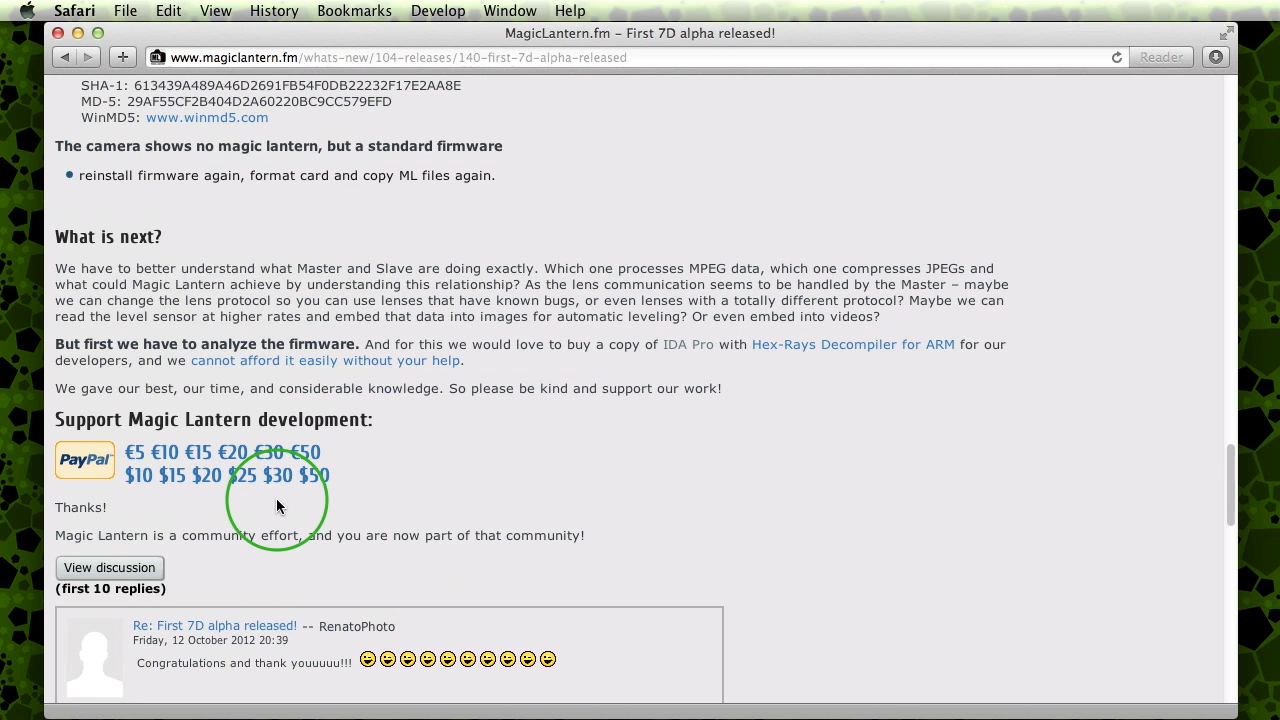 Safari File Edit View History Bookmarks Develop Window Help
MagicLantern.fm – First 7D alpha released!
www.magiclantern.fm/whats-new/104-releases/140-first-7d-alpha-released
Reader
SHA-1: 613439A489A46D2691FB54F0DB22232F17E2AA8E
MD-5: 29AF55CF2B404D2A60220BC9CC579EFD
WinMD5: www.winmd5.com
The camera shows no magic lantern, but a standard firmware
reinstall firmware again, format card and copy ML files again.
What is next?
We have to better understand what Master and Slave are doing exactly. Which one processes MPEG data, which one compresses JPEGs and
what could Magic Lantern achieve by understanding this relationship? As the lens communication seems to be handled by the Master – maybe
we can change the lens protocol so you can use lenses that have known bugs, or even lenses with a totally different protocol? Maybe we can
read the level sensor at higher rates and embed that data into images for automatic leveling? Or even embed into videos?
But first we have to analyze the firmware. And for this we would love to buy a copy of IDA Pro with Hex-Rays Decompiler for ARM for our
developers, and we cannot afford it easily without your help.
We gave our best, our time, and considerable knowledge. So please be kind and support our work!
Support Magic Lantern development:
PayPal €5 €10 €15 €20 €30 €50
$10 $15 $20 $25 $30 $50
Thanks!
Magic Lantern is a community effort, and you are now part of that community!
View discussion
(first 10 replies)
Re: First 7D alpha released! -- RenatoPhoto
Friday, 12 October 2012 20:39
Congratulations and thank youuuuu!!!